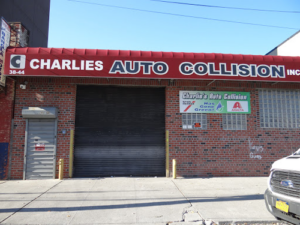 C CHARLIES AUTO COLLISION INC
38-44
Charlie's Auto Collision